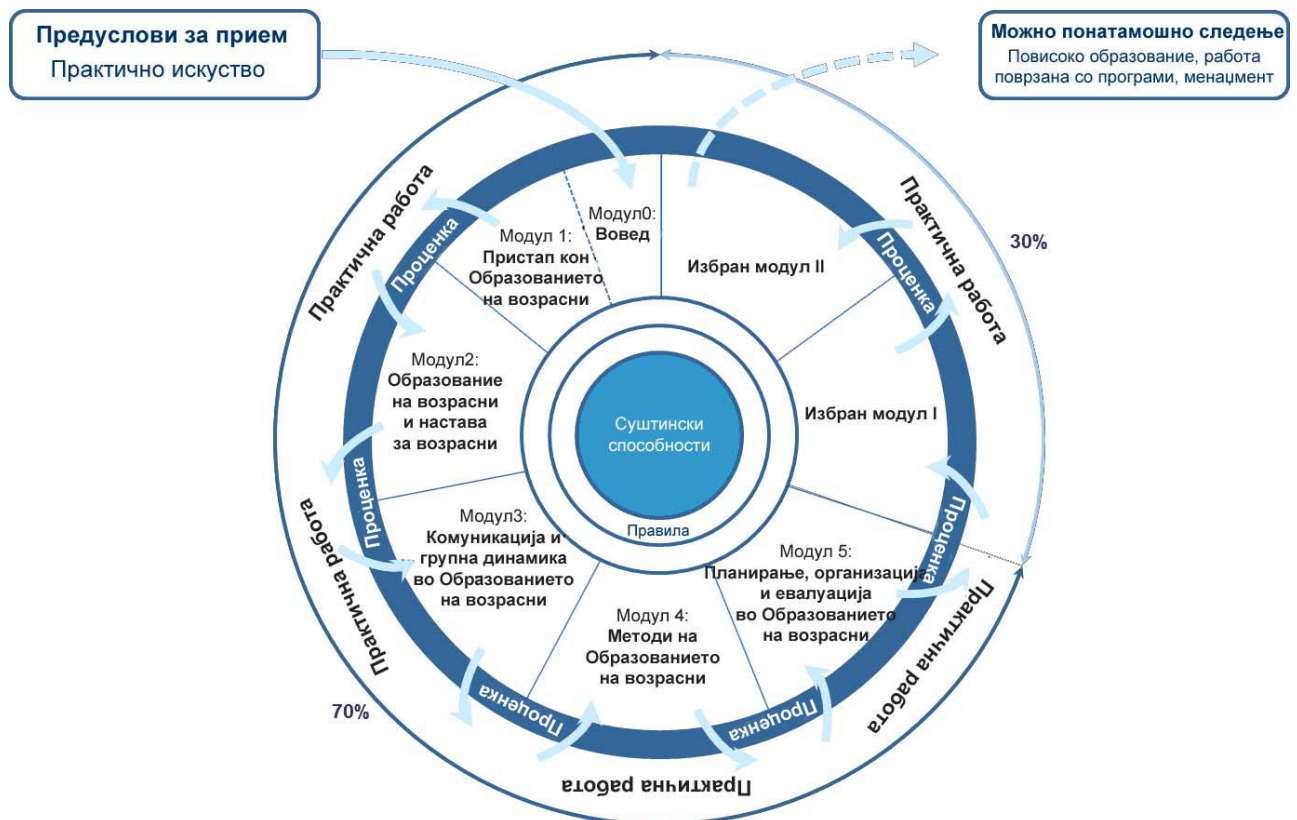 Предуслови за прием
Практично искуство
Можно понатамошно следење
Повисоко образование, работа
поврзана со програми, менаџмент
Модул0:
Вовед
Модул 1:
Пристап кон
Образованието
на возрасни
Модул2:
Образование
на возрасни
и настава
за возрасни
Модул3:
Комуникација и
групна динамика
во Образованието
на возрасни
Модул 4:
Методи на
Образованието
на возрасни
Модул 5:
Планирање, организација
и евалуација
во Образованието
на возрасни
Избран модул I
Избран модул II
Суштински
способности
Правила
Проценка
Проценка
Проценка
Проценка
Проценка
Проценка
Практична работа
Практична работа
Практична работа
Практична работа
Практична работа
70%
30%